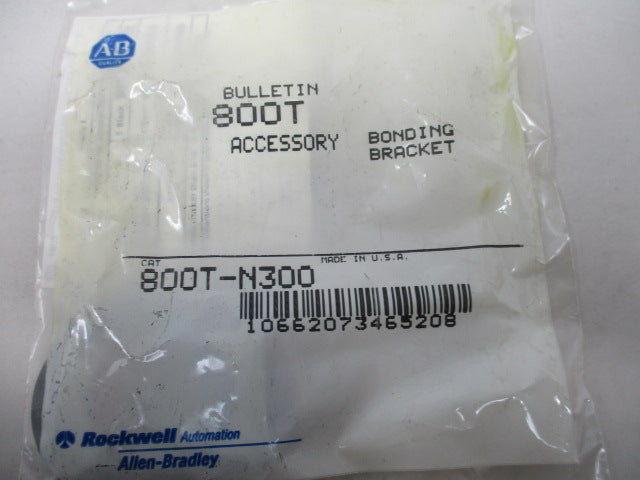 AB
QUALITY
BULLETIN
800T
ACCESSORY BONDING BRACKET
CAT MADE IN U.S.A.
800T-N300
10662073465208
Rockwell Automation
Allen-Bradley